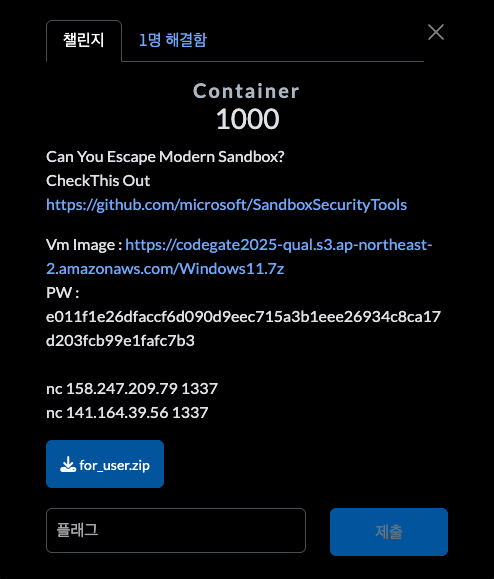 챌린지
1명 해결함
Container
1000
Can You Escape Modern Sandbox?
CheckThis Out
https://github.com/microsoft/SandboxSecurityTools
Vm Image : https://codegate2025-qual.s3.ap-northeast-
2.amazonaws.com/Windows11.7z
PW :
e011f1e26dfaccf6d090d9eec715a3b1eee26934c8ca17
d203fcb99e1fafc7b3
nc 158.247.209.79 1337
nc 141.164.39.56 1337
for_user.zip
플래그
제출